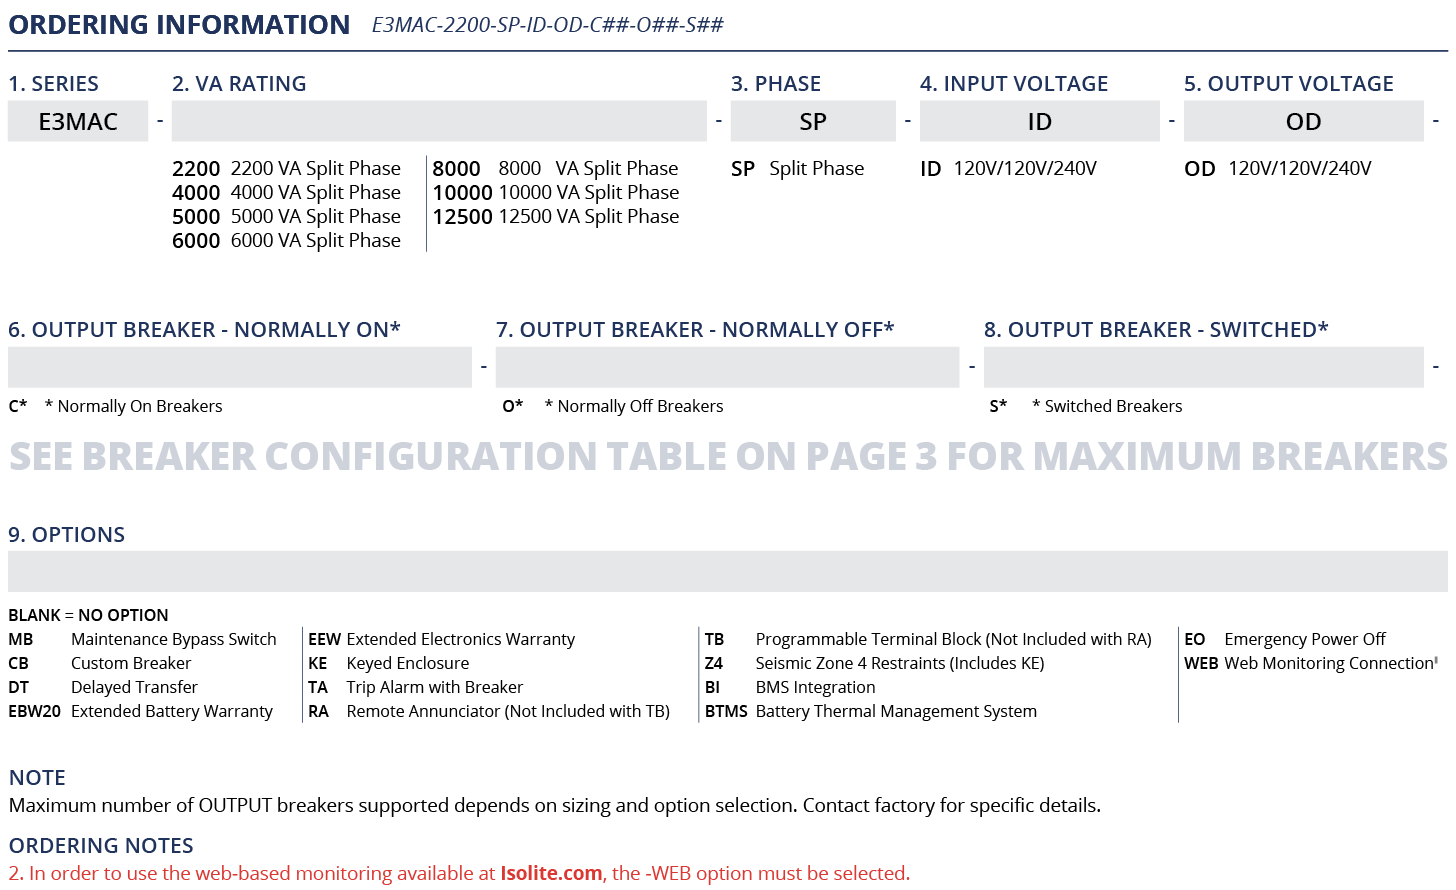 ORDERING INFORMATION E3MAC-2200-SP-ID-OD-C##-O##-S##
1. SERIES 2. VA RATING 3. PHASE 4. INPUT VOLTAGE 5. OUTPUT VOLTAGE
E3MAC - - SP - ID - OD -
2200 2200 VA Split Phase 8000 8000 VA Split Phase SP Split Phase ID 120V/120V/240V OD 120V/120V/240V
4000 4000 VA Split Phase 10000 10000 VA Split Phase
5000 5000 VA Split Phase 12500 12500 VA Split Phase
6000 6000 VA Split Phase
6. OUTPUT BREAKER - NORMALLY ON* 7. OUTPUT BREAKER - NORMALLY OFF* 8. OUTPUT BREAKER - SWITCHED*
- - -
C* * Normally On Breakers O* * Normally Off Breakers S* * Switched Breakers
SEE BREAKER CONFIGURATION TABLE ON PAGE 3 FOR MAXIMUM BREAKERS
9. OPTIONS
BLANK = NO OPTION
MB Maintenance Bypass Switch EEW Extended Electronics Warranty TB Programmable Terminal Block (Not Included with RA) EO Emergency Power Off
CB Custom Breaker KE Keyed Enclosure Z4 Seismic Zone 4 Restraints (Includes KE) WEB Web Monitoring Connection
DT Delayed Transfer TA Trip Alarm with Breaker BI BMS Integration
EBW20 Extended Battery Warranty RA Remote Annunciator (Not Included with TB) BTMS Battery Thermal Management System
NOTE
Maximum number of OUTPUT breakers supported depends on sizing and option selection. Contact factory for specific details.
ORDERING NOTES
2. In order to use the web-based monitoring available at Isolite.com, the -WEB option must be selected.